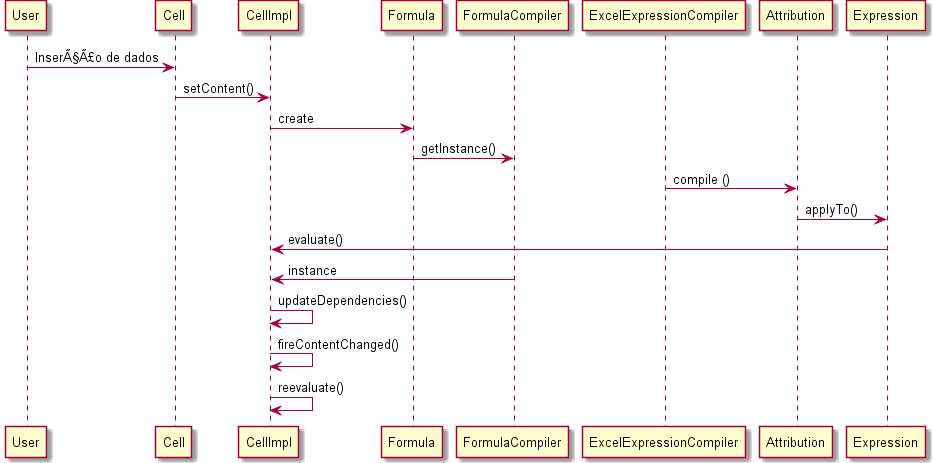 User Cell CellImpl Formula FormulaCompiler ExcelExpressionCompiler Attribution Expression
InserÃ§Ã£o de dados
setContent()
create
getInstance()
compile ()
applyTo()
evaluate()
instance
updateDependencies()
fireContentChanged()
reevaluate()
User Cell CellImpl Formula FormulaCompiler ExcelExpressionCompiler Attribution Expression